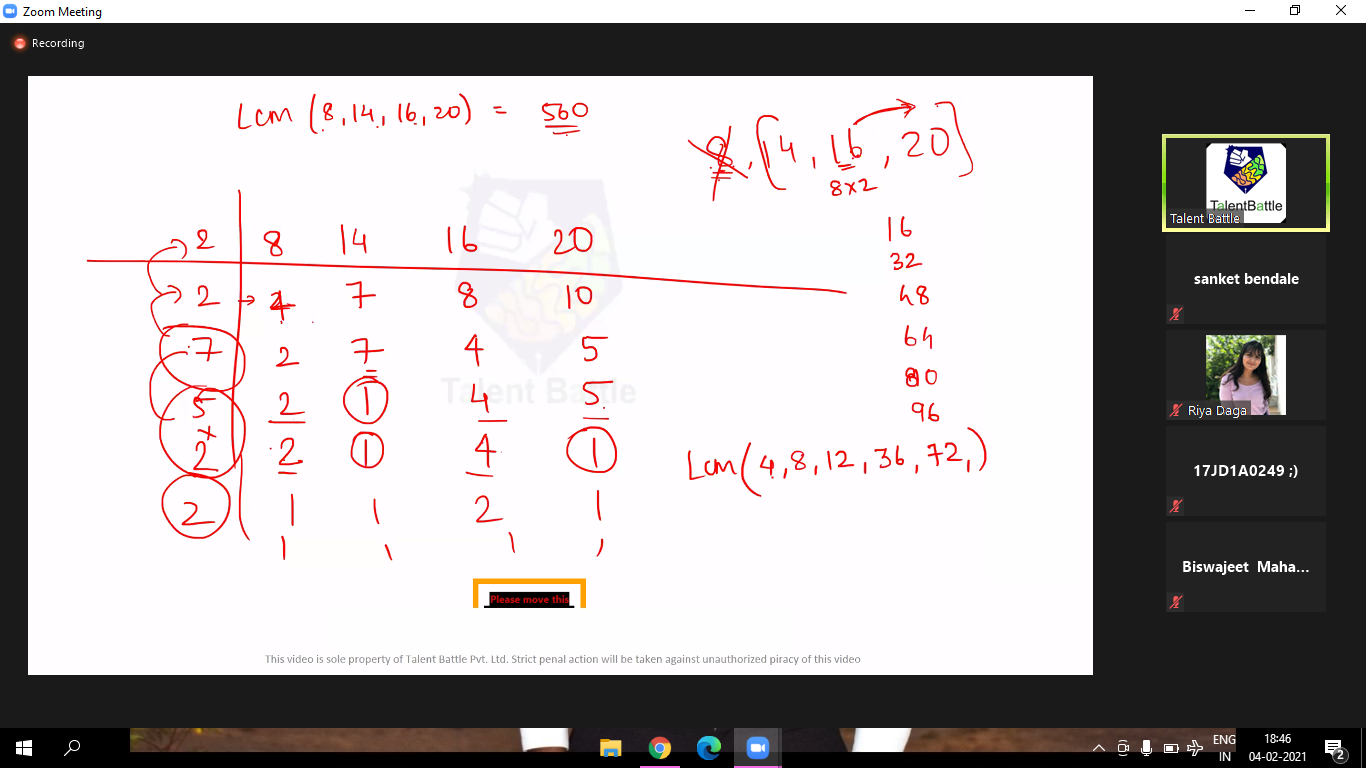 Zoom Meeting
Recording
Lcm (8,14,16,20) = 560
8, [14, 16, 20]
8x2
2 8 14 16 20
2 → 4 7 8 10
7 2 7 4 5
5 2 1 4 5
x
2 2 1 4 1
2 1 1 2 1
1 1 1 1
16
32
48
64
80
96
Lcm (4,8,12,36,72,)
Talent Battle
Please move this
This video is sole property of Talent Battle Pvt. Ltd. Strict penal action will be taken against unauthorized piracy of this video
TalentBattle
Talent Battle
sanket bendale
Riya Daga
17JD1A0249 ;)
Biswajeet Maha...
ENG
IN
18:46
04-02-2021
2